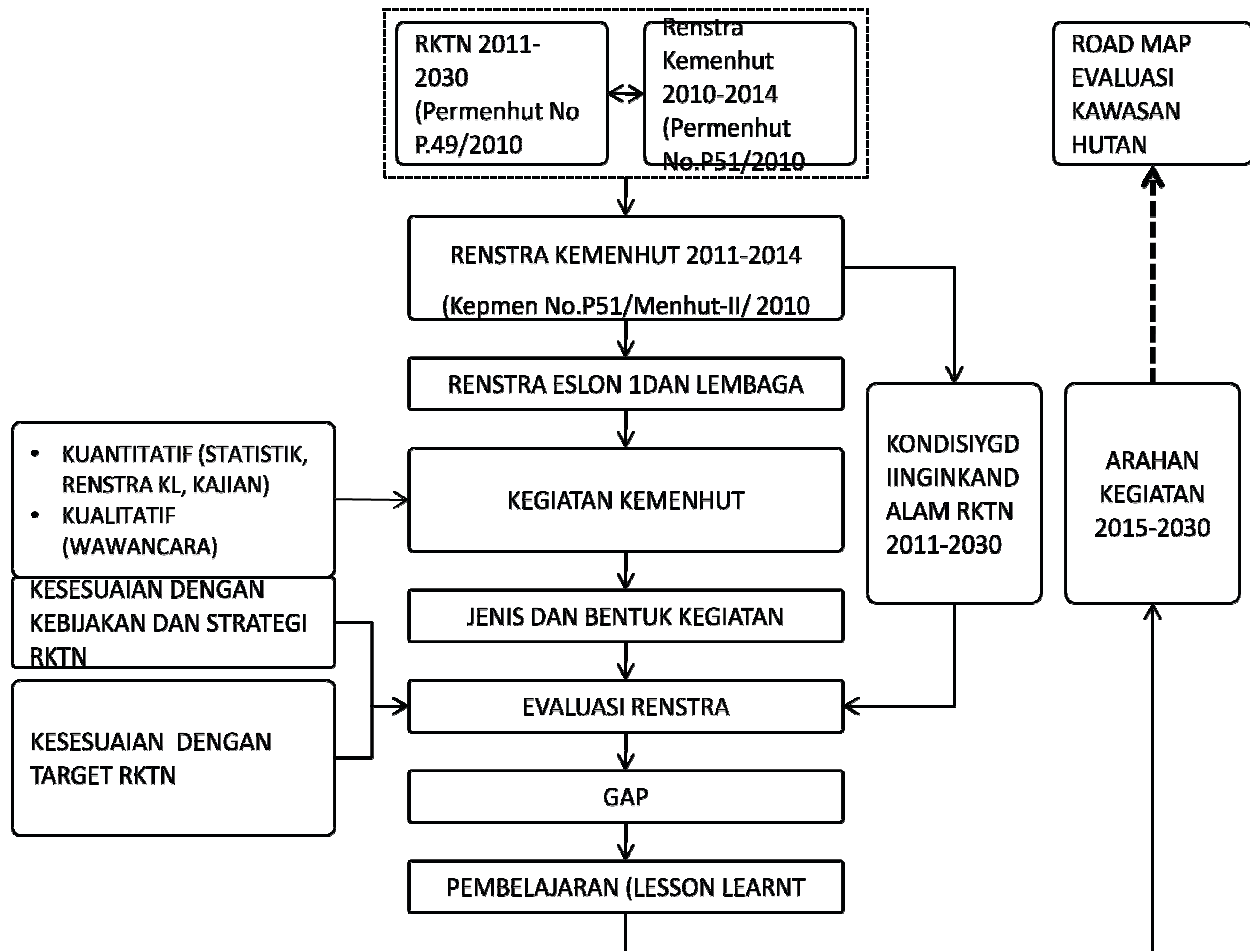 RKTN 2011-
2030
(Permenhut No
P.49/2010
Renstra
Kemenhut
2010-2014
(Permenhut
No.P51/2010
ROAD MAP
EVALUASI
KAWASAN
HUTAN
RENSTRA KEMENHUT 2011-2014
(Kepmen No.P51/Menhut-II/ 2010
RENSTRA ESLON 1DAN LEMBAGA
• KUANTITATIF (STATISTIK,
RENSTRA KL, KAJIAN)
• KUALITATIF
(WAWANCARA)
KEGIATAN KEMENHUT
KONDISIYGD
IINGINKAND
ALAM RKTN
2011-2030
ARAHAN
KEGIATAN
2015-2030
KESESUAIAN DENGAN
KEBIJAKAN DAN STRATEGI
RKTN
JENIS DAN BENTUK KEGIATAN
EVALUASI RENSTRA
KESESUAIAN DENGAN
TARGET RKTN
GAP
PEMBELAJARAN (LESSON LEARNT